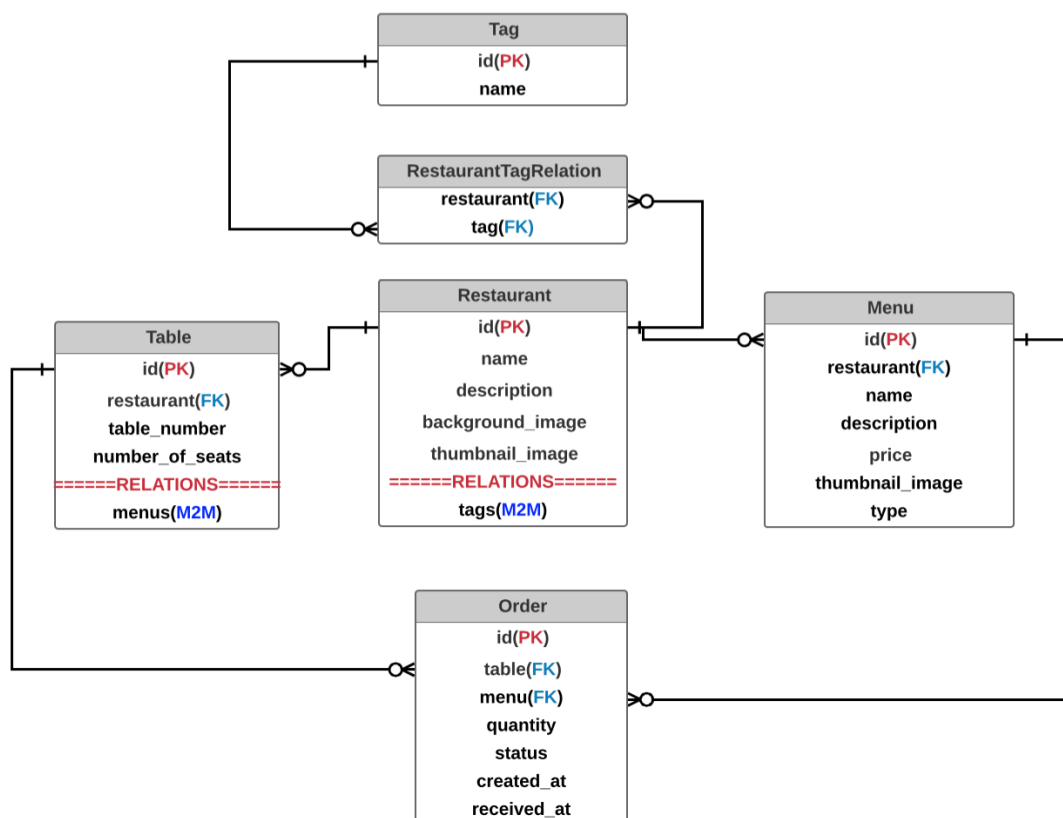 Tag
id(PK)
name
RestaurantTagRelation
restaurant(FK)
tag(FK)
Restaurant
id(PK)
name
description
background_image
thumbnail_image
======RELATIONS======
tags(M2M)
Table
id(PK)
restaurant(FK)
table_number
number_of_seats
======RELATIONS======
menus(M2M)
Menu
id(PK)
restaurant(FK)
name
description
price
thumbnail_image
type
Order
id(PK)
table(FK)
menu(FK)
quantity
status
created_at
received_at